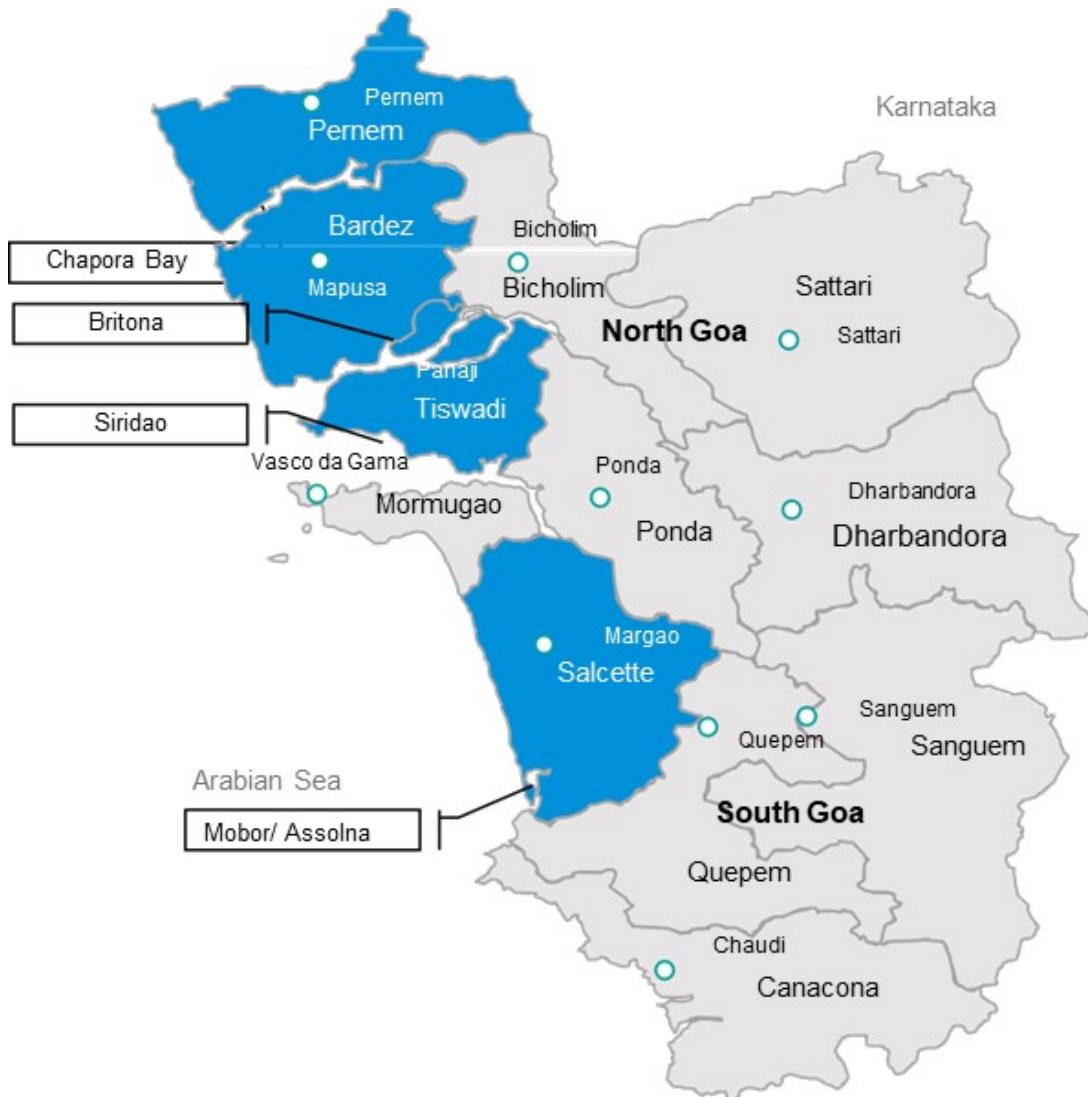 Karnataka
Pernem
Pernem
Bardez
Chapora Bay
Mapusa
Bicholim
Bicholim
Britona
North Goa
Sattari
Sattari
Panaji
Tiswadi
Siridao
Vasco da Gama
Mormugao
Ponda
Ponda
Dharbandora
Dharbandora
Margao
Salcette
Sanguem
Sanguem
Quepem
Arabian Sea
South Goa
Mobor/ Assolna
Quepem
Chaudi
Canacona